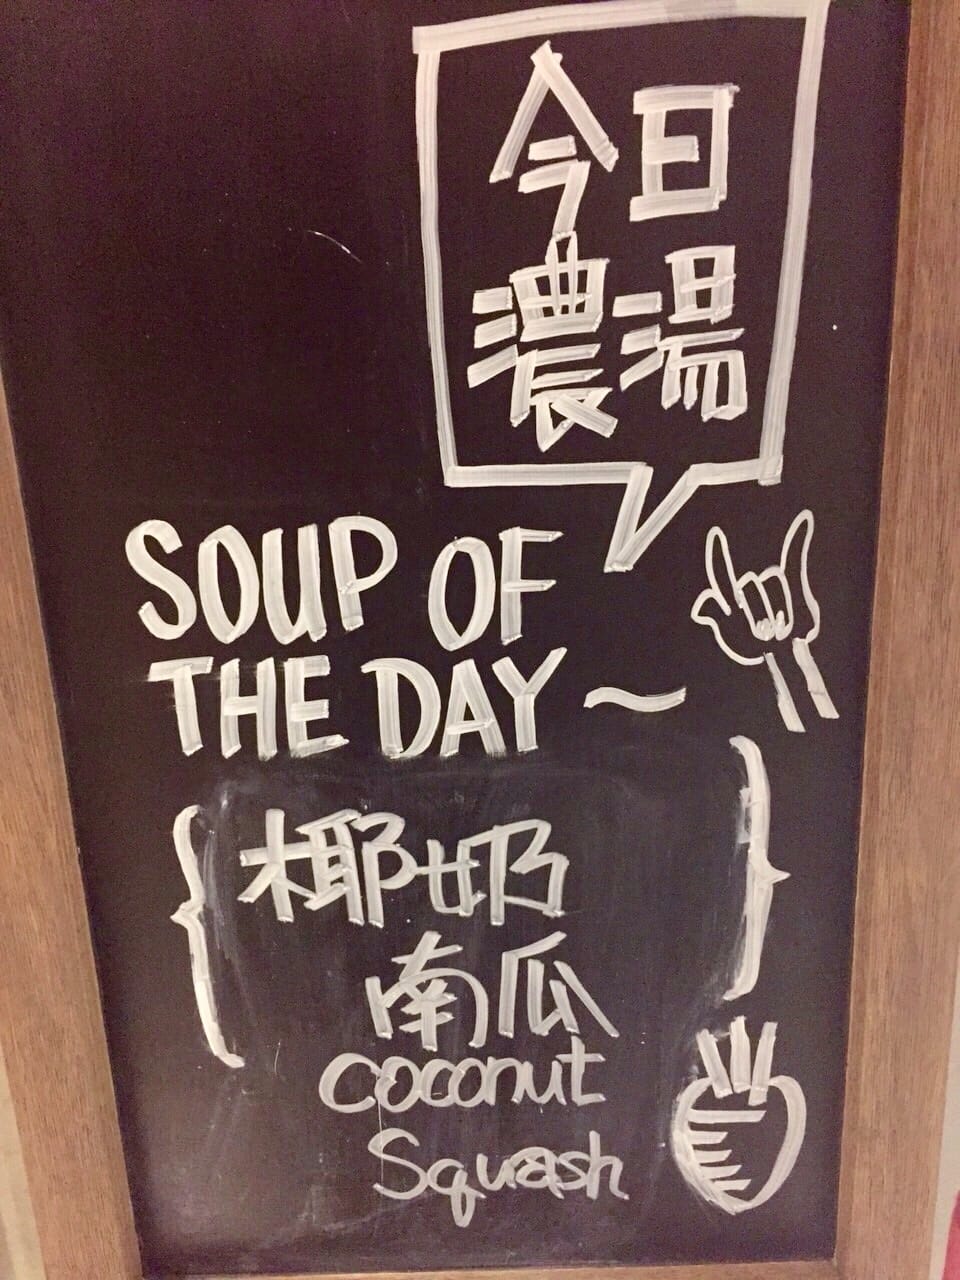 今日
濃湯
SOUP OF
THE DAY~
{椰奶
南瓜}
coconut
Squash